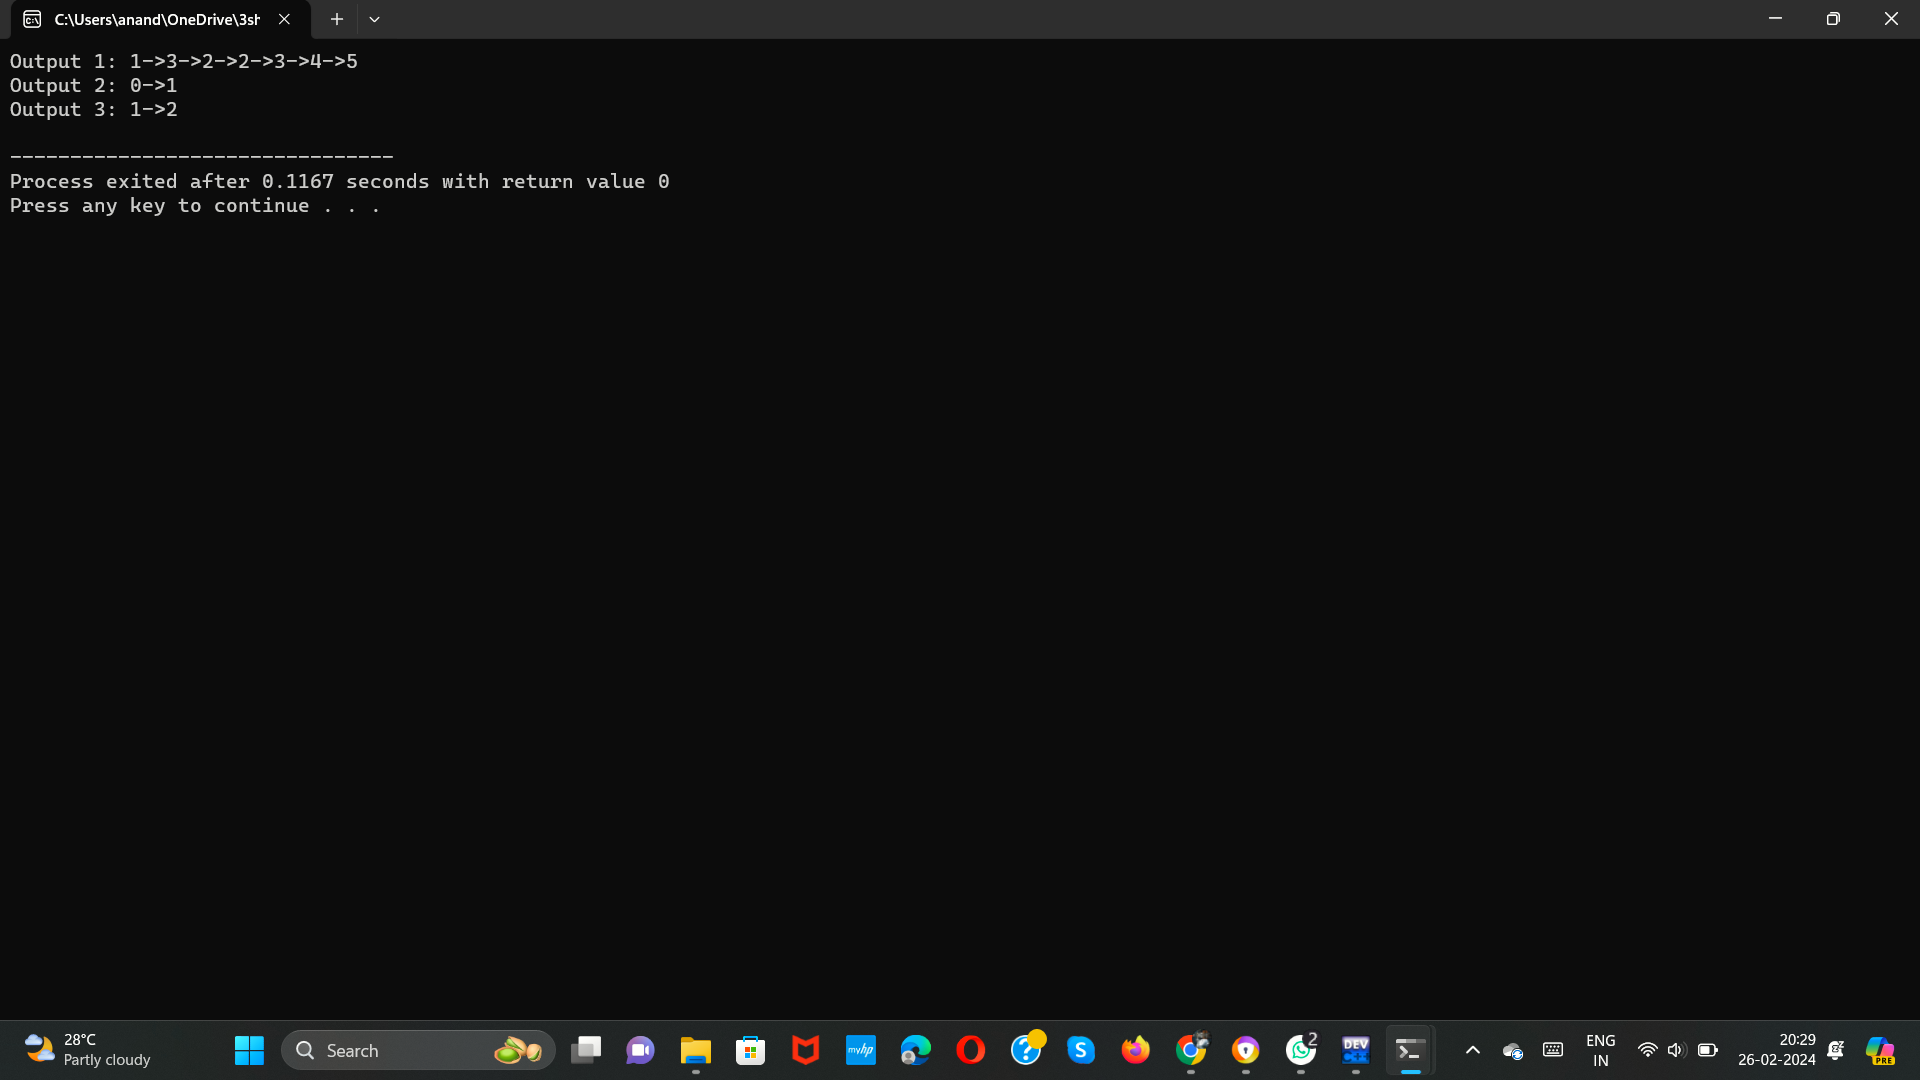 C:\Users\anand\OneDrive\3sh
Output 1: 1->3->2->2->3->4->5
Output 2: 0->1
Output 3: 1->2
--------------------------------
Process exited after 0.1167 seconds with return value 0
Press any key to continue . . .
28°C
Partly cloudy
Search
myhp
S
2
DEV
C++
ENG
IN
20:29
26-02-2024
PRE